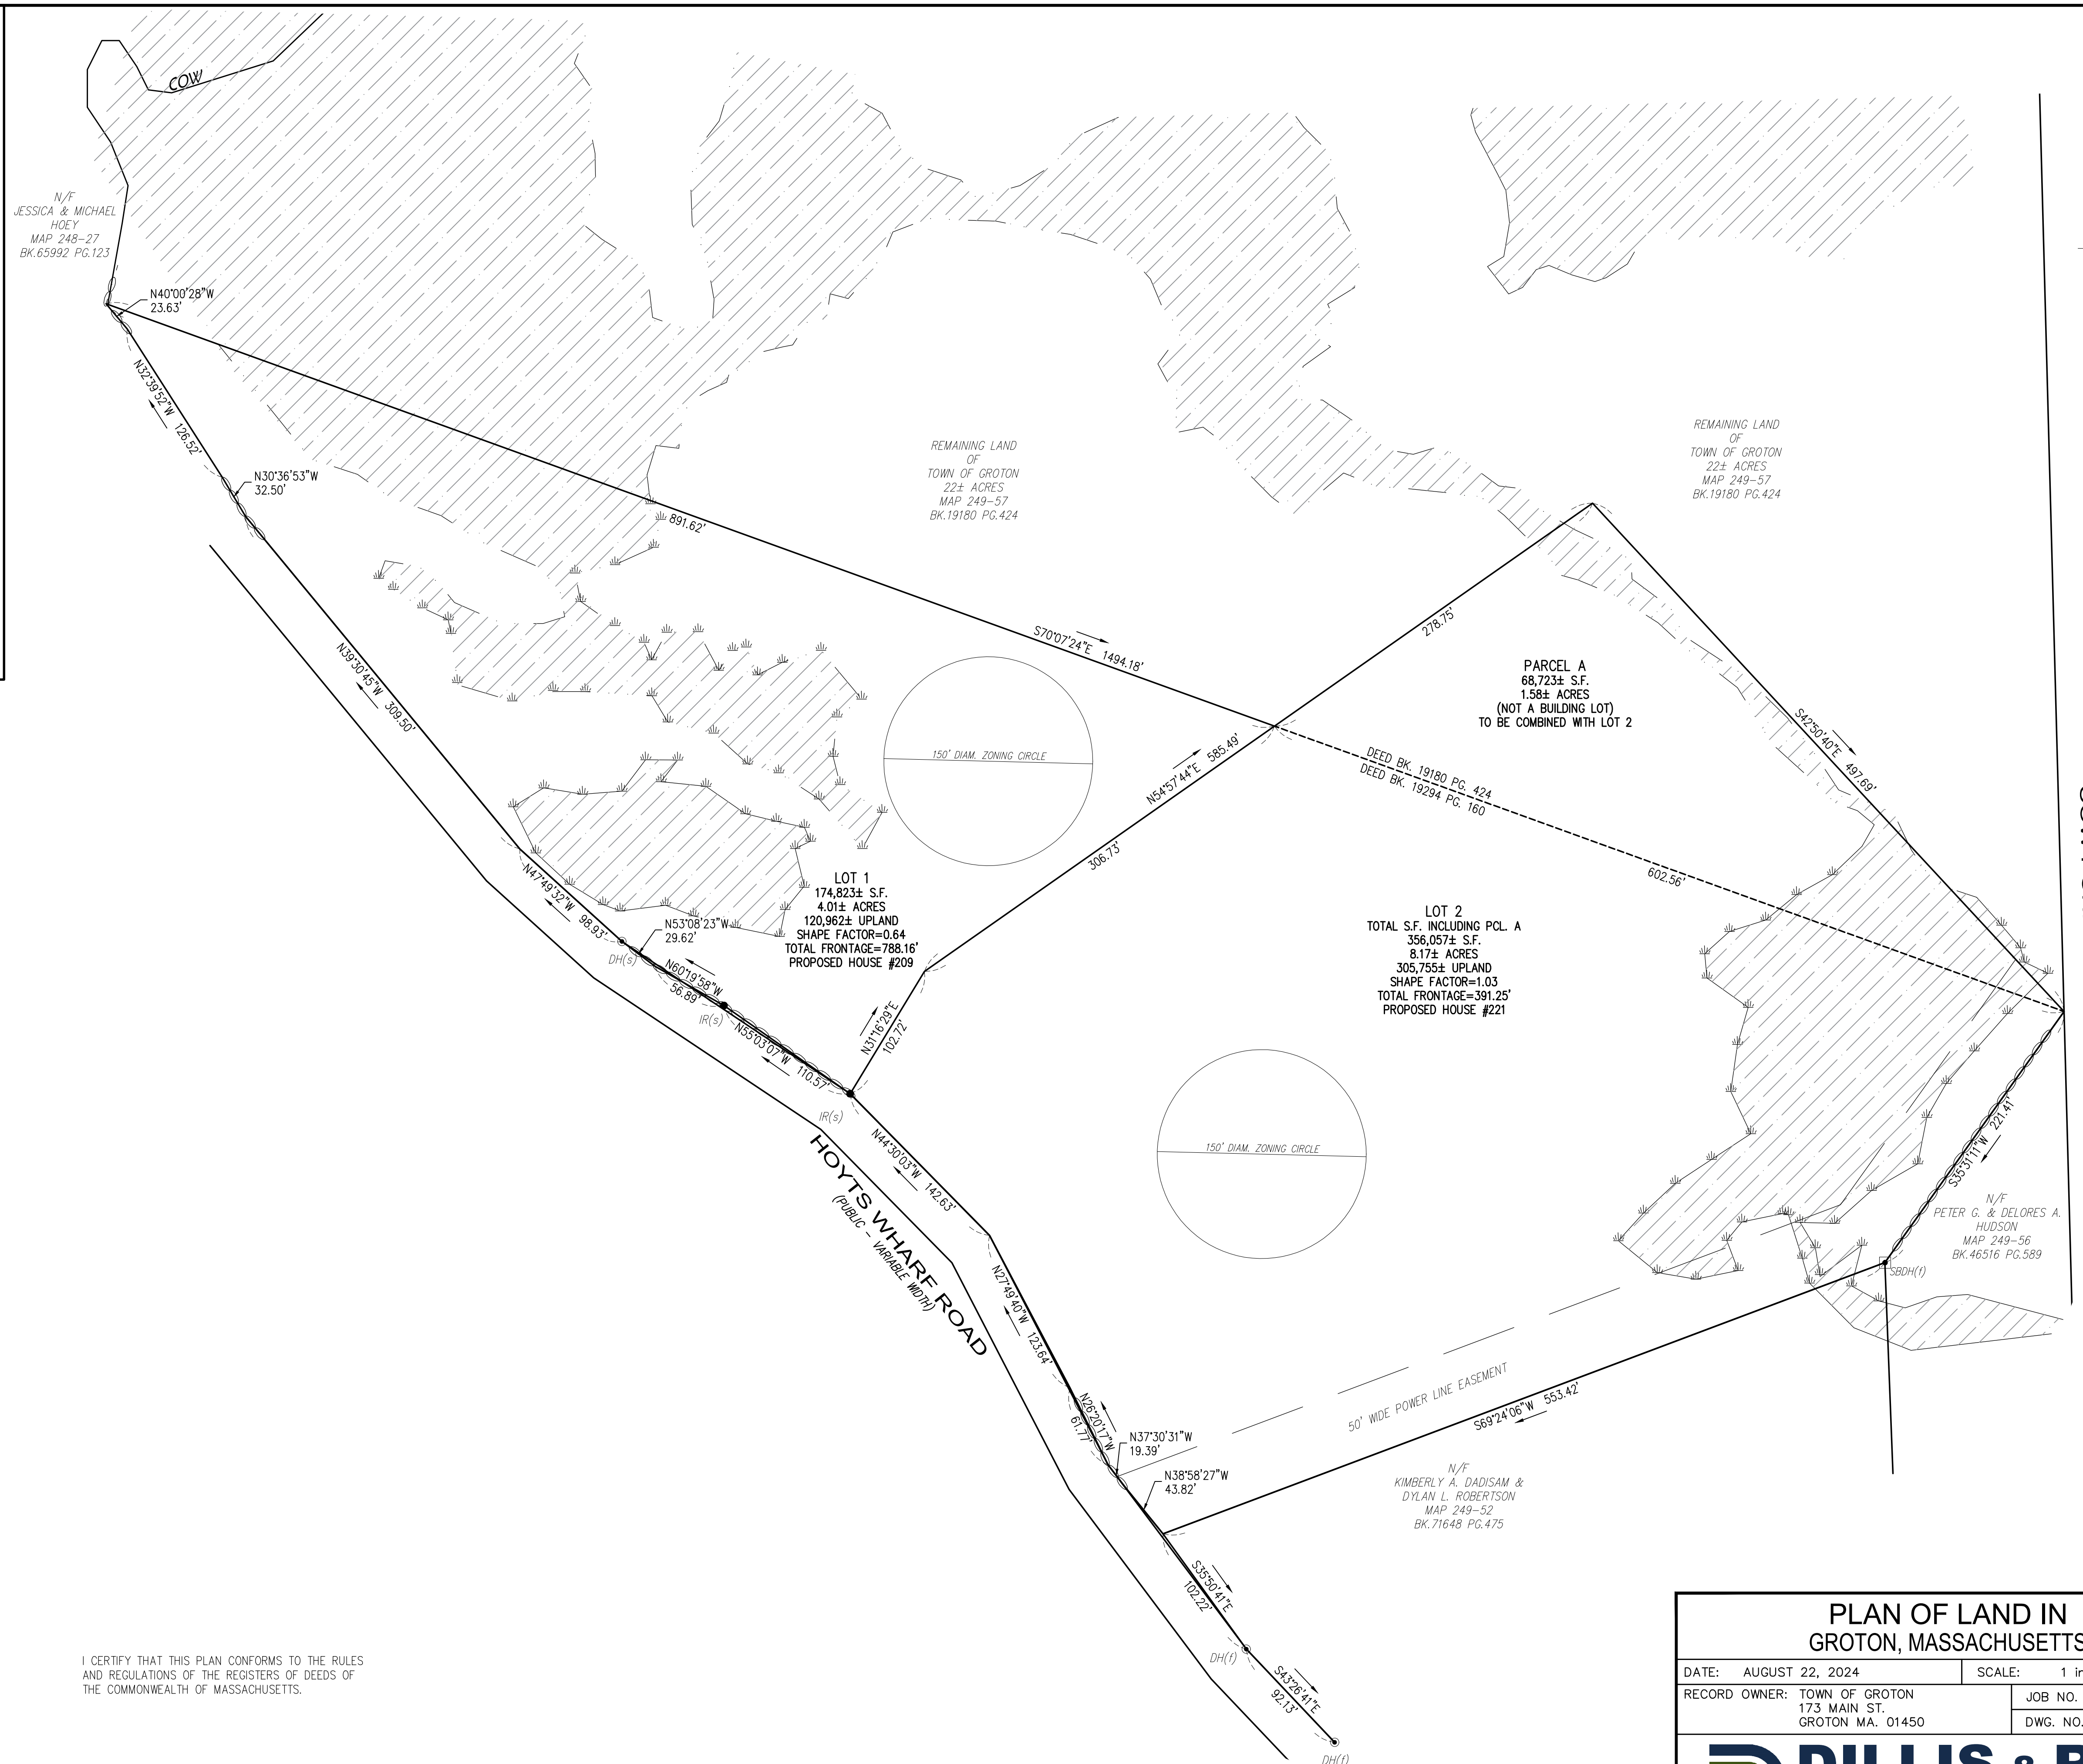 COW
N/F
JESSICA & MICHAEL
HOEY
MAP 248-27
BK.65992 PG.123
N40°00'28"W
23.63'
N32°39'52"W 126.52'
N30°36'53"W
32.50'
891.62'
REMAINING LAND
OF
TOWN OF GROTON
22± ACRES
MAP 249-57
BK.19180 PG.424
REMAINING LAND
OF
TOWN OF GROTON
22± ACRES
MAP 249-57
BK.19180 PG.424
N39°30'45"W 309.50'
S70°07'24"E 1494.18'
278.75'
PARCEL A
68,723± S.F.
1.58± ACRES
(NOT A BUILDING LOT)
TO BE COMBINED WITH LOT 2
S42°50'40"E 497.69'
150' DIAM. ZONING CIRCLE
N54°57'44"E 585.49'
DEED BK. 19180 PG. 424
DEED BK. 19294 PG. 160
306.73'
602.56'
N47°49'32"W 98.93'
LOT 1
174,823± S.F.
4.01± ACRES
120,962± UPLAND
SHAPE FACTOR=0.64
TOTAL FRONTAGE=788.16'
PROPOSED HOUSE #209
N53°08'23"W
29.62'
DH(s)
N60°19'58"W
56.89'
IR(s)
LOT 2
TOTAL S.F. INCLUDING PCL. A
356,057± S.F.
8.17± ACRES
305,755± UPLAND
SHAPE FACTOR=1.03
TOTAL FRONTAGE=391.25'
PROPOSED HOUSE #221
N31°16'29"E
102.72'
N55°03'07"W 110.57'
IR(s)
N44°30'03"W 142.63'
150' DIAM. ZONING CIRCLE
S35°31'11"W 221.41'
HOYTS WHARF ROAD
(PUBLIC - VARIABLE WIDTH)
N/F
PETER G. & DELORES A.
HUDSON
MAP 249-56
BK.46516 PG.589
SBDH(f)
N27°49'40"W 123.64'
50' WIDE POWER LINE EASEMENT
S69°24'06"W 553.42'
N26°20'17"W
61.77'
N37°30'31"W
19.39'
N38°58'27"W
43.82'
N/F
KIMBERLY A. DADISAM &
DYLAN L. ROBERTSON
MAP 249-52
BK.71648 PG.475
S35°50'41"E
102.22'
DH(f)
S43°26'41"E
92.13'
DH(f)
I CERTIFY THAT THIS PLAN CONFORMS TO THE RULES
AND REGULATIONS OF THE REGISTERS OF DEEDS OF
THE COMMONWEALTH OF MASSACHUSETTS.
PLAN OF LAND IN
GROTON, MASSACHUSETTS
DATE: AUGUST 22, 2024
SCALE: 1 in
RECORD OWNER: TOWN OF GROTON
173 MAIN ST.
GROTON MA. 01450
JOB NO.
DWG. NO.
DILLIS &